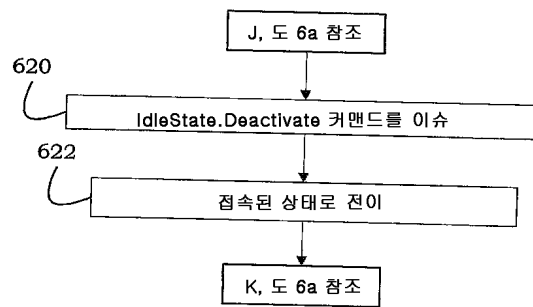 J, 도 6a 참조
620
IdleState.Deactivate 커맨드를 이슈
622
접속된 상태로 전이
K, 도 6a 참조